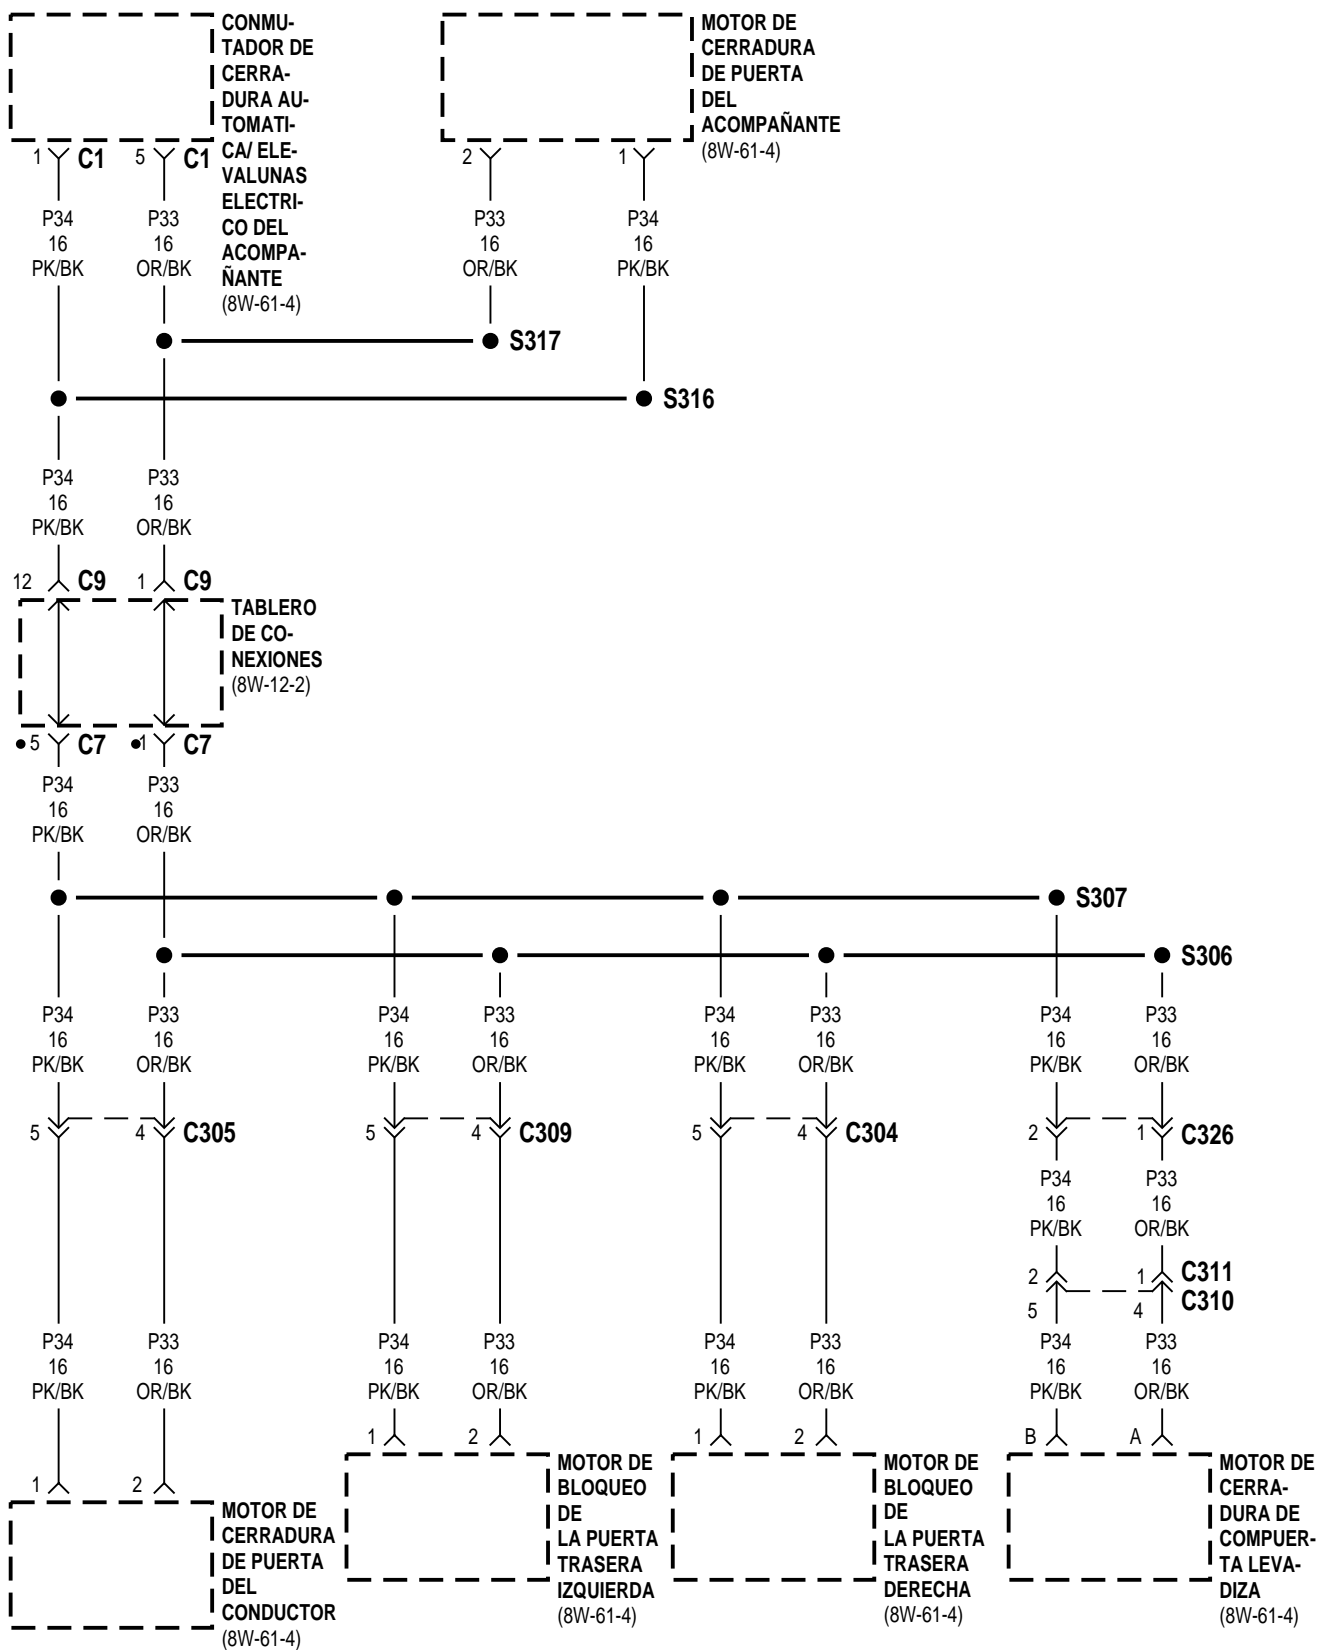 CONMU-
TADOR DE
CERRA-
DURA AU-
TOMATI-
CA/ ELE-
VALUNAS
ELECTRI-
CO DEL
ACOMPA-
ÑANTE
(8W-61-4)
MOTOR DE
CERRADURA
DE PUERTA
DEL
ACOMPAÑANTE
(8W-61-4)
1 C1 5 C1 2 1
P34 P33 P33 P34
16 16 16 16
PK/BK OR/BK OR/BK PK/BK
S317
S316
P34 P33
16 16
PK/BK OR/BK
12 C9 1 C9
TABLERO
DE CO-
NEXIONES
(8W-12-2)
5 C7 1 C7
P34 P33
16 16
PK/BK OR/BK
S307
S306
P34 P33 P34 P33 P34 P33 P34 P33
16 16 16 16 16 16 16 16
PK/BK OR/BK PK/BK OR/BK PK/BK OR/BK PK/BK OR/BK
5 4 C305 5 4 C309 5 4 C304 2 1 C326
P34 P33
16 16
PK/BK OR/BK
2 1 C311
5 4 C310
P34 P33 P34 P33 P34 P33 P34 P33
16 16 16 16 16 16 16 16
PK/BK OR/BK PK/BK OR/BK PK/BK OR/BK PK/BK OR/BK
1 2 1 2 B A
1 2
MOTOR DE
CERRADURA
DE PUERTA
DEL
CONDUCTOR
(8W-61-4)
MOTOR DE
BLOQUEO
DE
LA PUERTA
TRASERA
IZQUIERDA
(8W-61-4)
MOTOR DE
BLOQUEO
DE
LA PUERTA
TRASERA
DERECHA
(8W-61-4)
MOTOR DE
CERRA-
DURA DE
COMPUER-
TA LEVA-
DIZA
(8W-61-4)